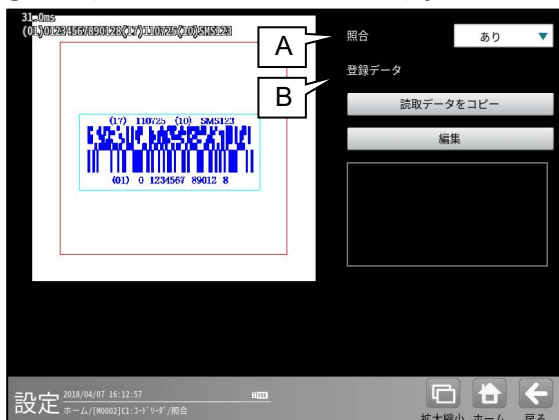 31.0ms
(01)01234567890128(17)110725(10)SMS123
A
照合
あり
登録データ
B
読取データをコピー
(17) 110725 (10) SMS123
編集
(01) 0 1234567 89012 8
設定
2018/04/07 16:12:57
ホーム/[M0002]C1:コードリーダ/照合
拡大縮小 ホーム 戻る